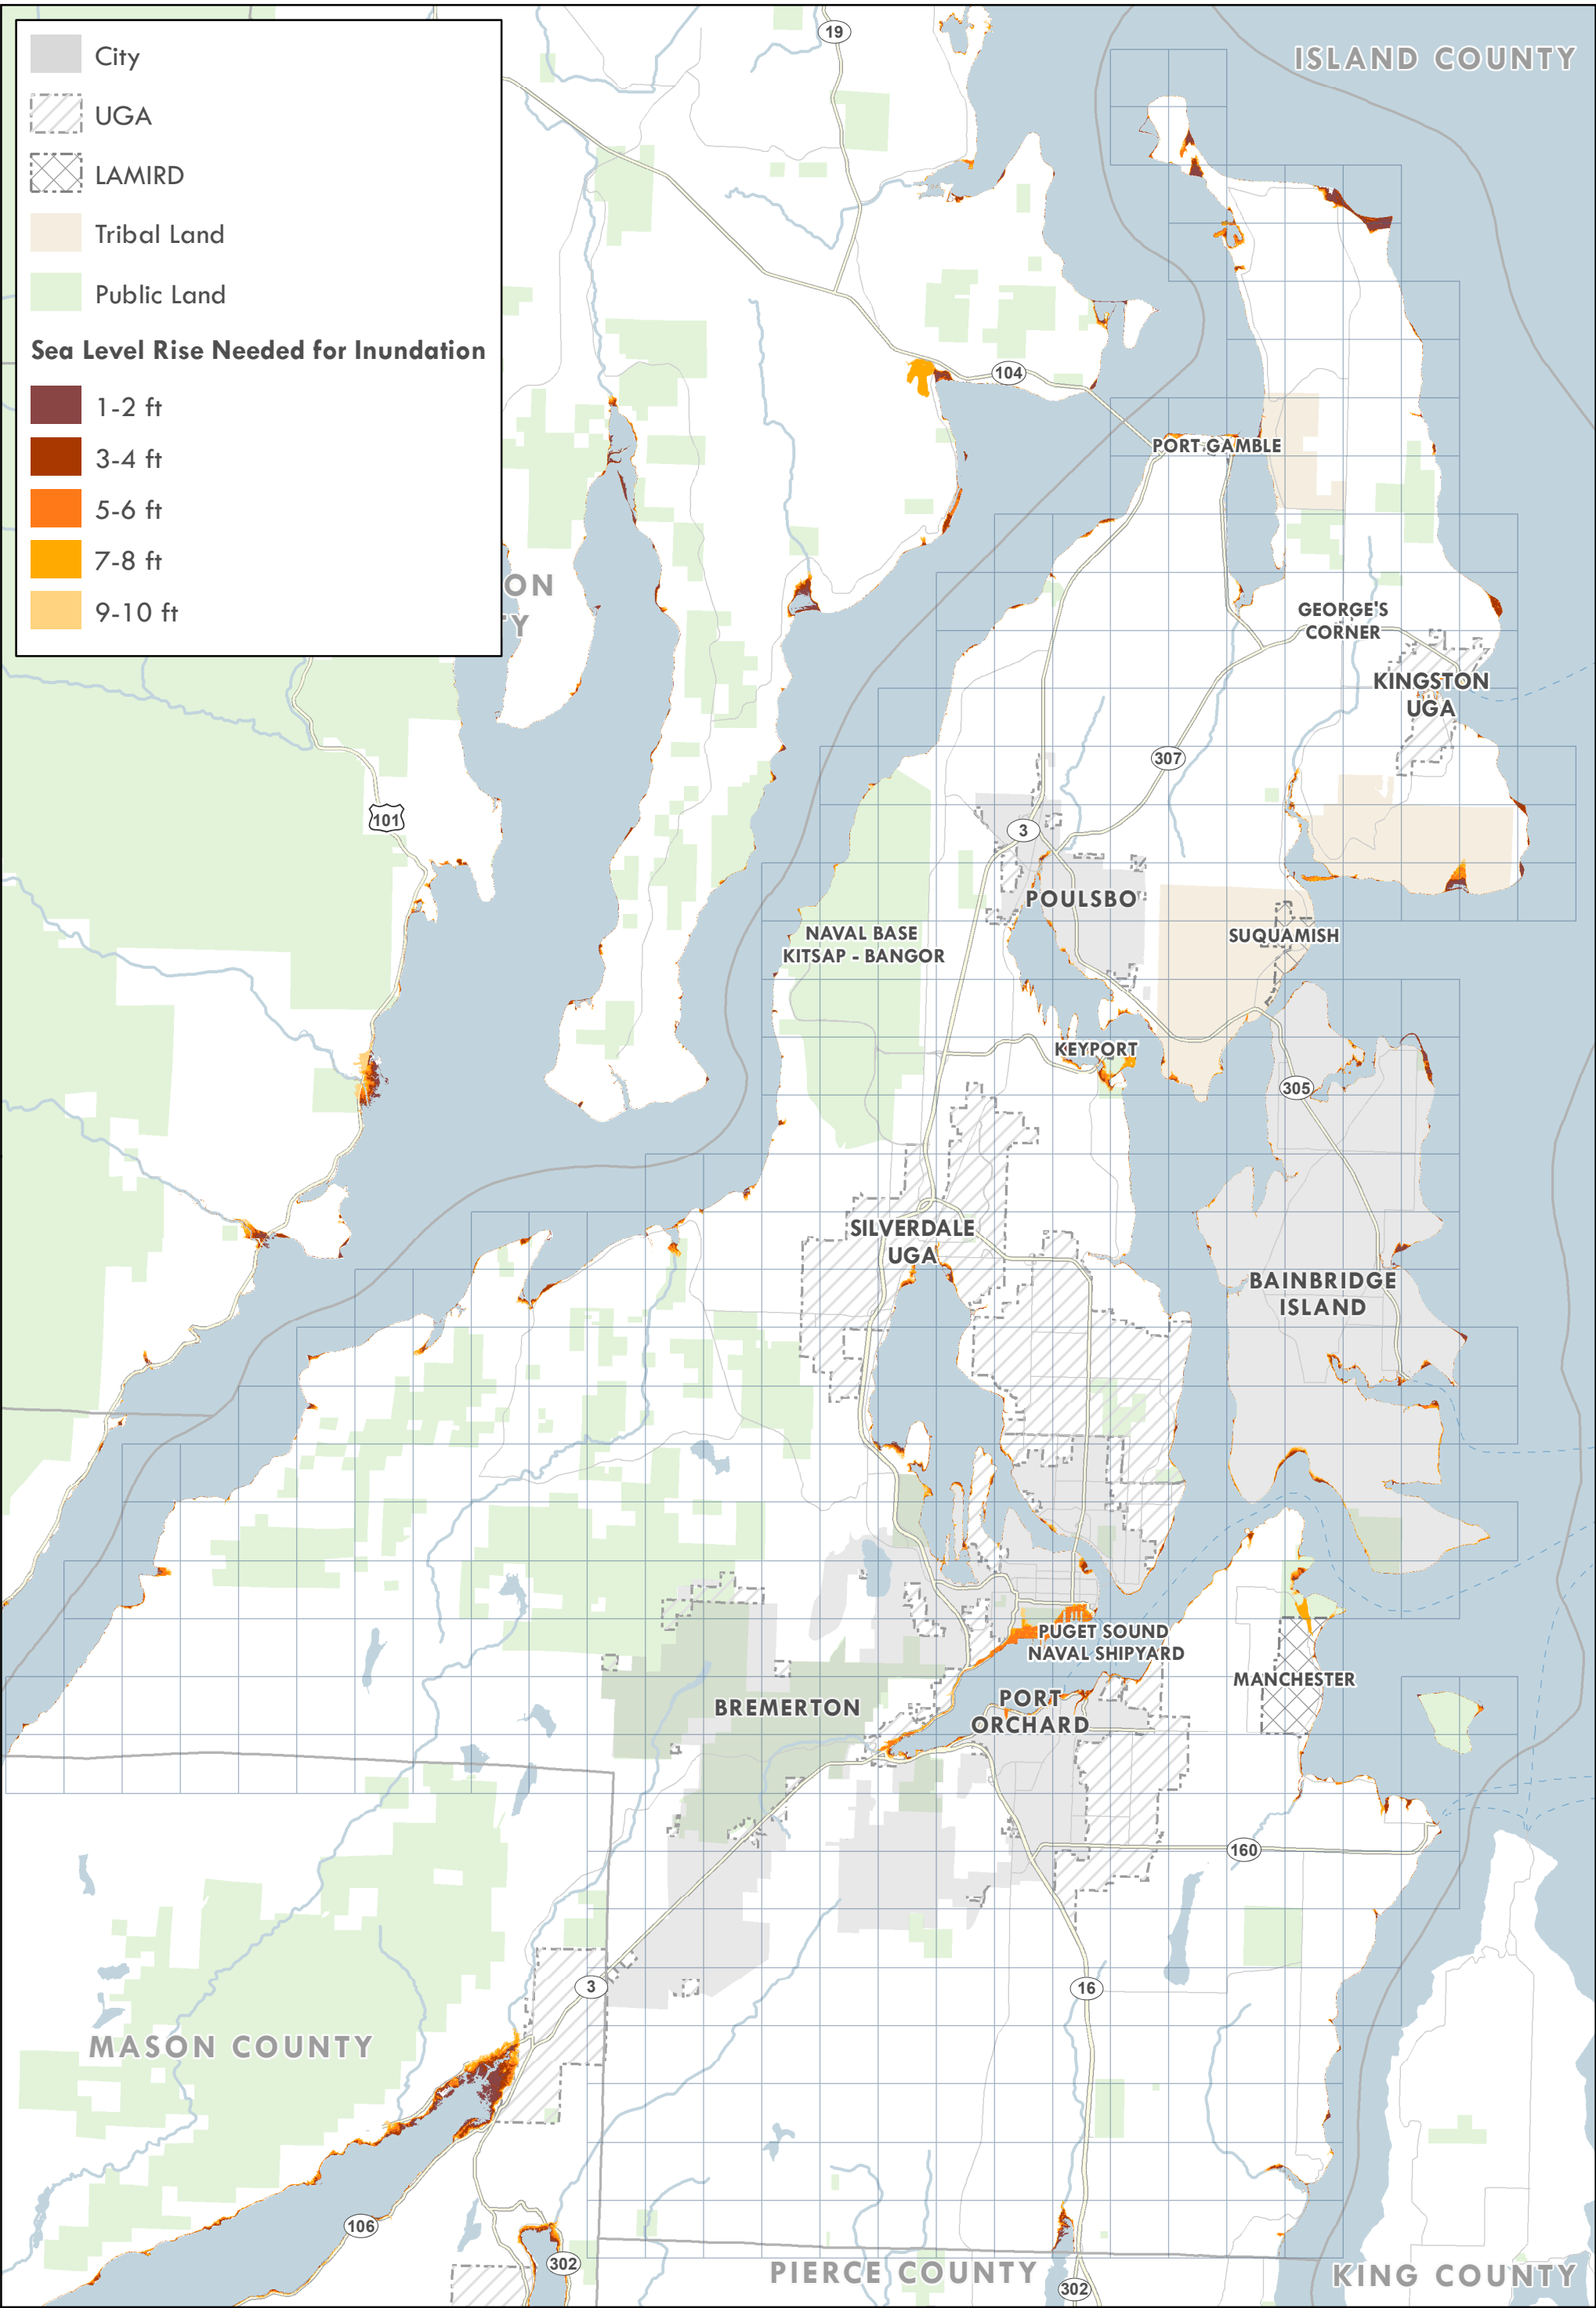 City
UGA
LAMIRD
Tribal Land
Public Land
Sea Level Rise Needed for Inundation
1-2 ft
3-4 ft
5-6 ft
7-8 ft
9-10 ft
19
ISLAND COUNTY
104
PORT GAMBLE
ON
TY
GEORGE'S
CORNER
KINGSTON
UGA
307
101
3
POULSBO
NAVAL BASE
KITSAP - BANGOR
SUQUAMISH
KEYPORT
305
SILVERDALE
UGA
BAINBRIDGE
ISLAND
PUGET SOUND
NAVAL SHIPYARD
MANCHESTER
BREMERTON
PORT
ORCHARD
160
3
16
MASON COUNTY
106
302
PIERCE COUNTY
302
KING COUNTY